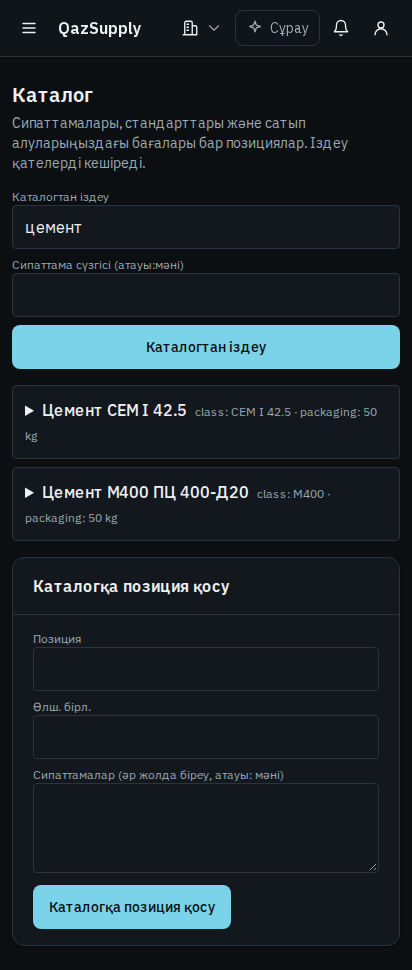 QazSupply
Сұрау
Каталог
Сипаттамалары, стандарттары және сатып
алуларыңыздағы бағалары бар позициялар. Іздеу
қателерді кешіреді.
Каталогтан іздеу
цемент
Сипаттама сүзгісі (атауы:мәні)
Каталогтан іздеу
Цемент CEM I 42.5 class: CEM I 42.5 · packaging: 50
kg
Цемент М400 ПЦ 400-Д20 class: М400 ·
packaging: 50 kg
Каталогқа позиция қосу
Позиция
Өлш. бірл.
Сипаттамалар (әр жолда біреу, атауы: мәні)
Каталогқа позиция қосу